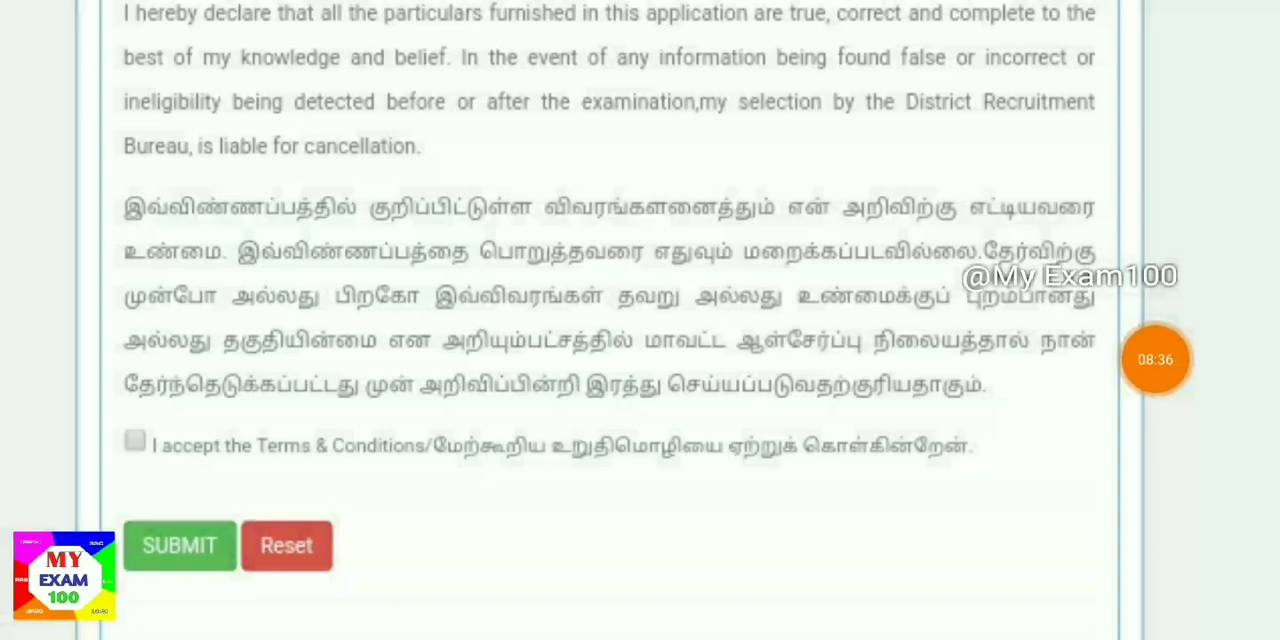 I hereby declare that all the particulars furnished in this application are true, correct and complete to the
best of my knowledge and belief. In the event of any information being found false or incorrect or
ineligibility being detected before or after the examination,my selection by the District Recruitment
Bureau, is liable for cancellation.
இவ்விண்ணப்பத்தில் குறிப்பிட்டுள்ள விவரங்களனைத்தும் என் அறிவிற்கு எட்டியவரை
உண்மை. இவ்விண்ணப்பத்தை பொறுத்தவரை எதுவும் மறைக்கப்படவில்லை.தேர்விற்கு
@My Exam100
முன்போ அல்லது பிறகோ இவ்விவரங்கள் தவறு அல்லது உண்மைக்குப் புறம்பானது
அல்லது தகுதியின்மை என அறியும்பட்சத்தில் மாவட்ட ஆள்சேர்ப்பு நிலையத்தால் நான்
08:36
தேர்ந்தெடுக்கப்பட்டது முன் அறிவிப்பின்றி இரத்து செய்யப்படுவதற்குரியதாகும்.
I accept the Terms & Conditions/மேற்கூறிய உறுதிமொழியை ஏற்றுக் கொள்கின்றேன்.
SUBMIT Reset
MY
EXAM
100